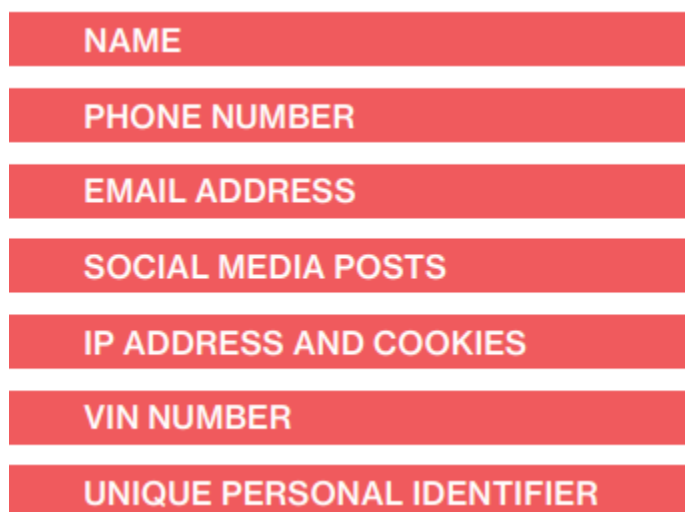 NAME
PHONE NUMBER
EMAIL ADDRESS
SOCIAL MEDIA POSTS
IP ADDRESS AND COOKIES
VIN NUMBER
UNIQUE PERSONAL IDENTIFIER